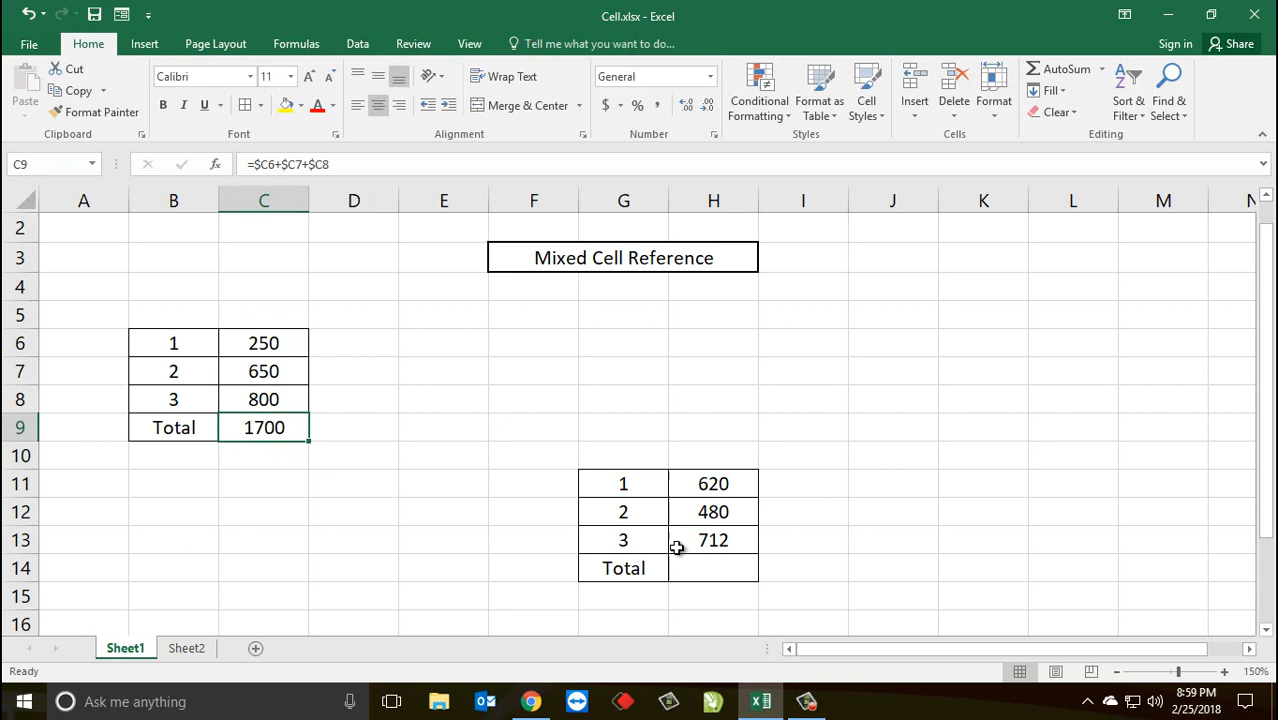 Cell.xlsx - Excel
File Home Insert Page Layout Formulas Data Review View Tell me what you want to do... Sign in Share
Paste Cut Copy Format Painter Clipboard
Calibri 11 A A B I U A Font
Wrap Text Merge & Center Alignment
General $ % , Number
Conditional Formatting Format as Table Cell Styles Styles
Insert Delete Format Cells
AutoSum Fill Clear Sort & Filter Find & Select Editing
C9 fx =$C6+$C7+$C8
A B C D E F G H I J K L M N
2
3 Mixed Cell Reference
4
5
6 1 250
7 2 650
8 3 800
9 Total 1700
10
11 1 620
12 2 480
13 3 712
14 Total
15
16
Sheet1 Sheet2
Ready 150%
Ask me anything 8:59 PM
2/25/2018